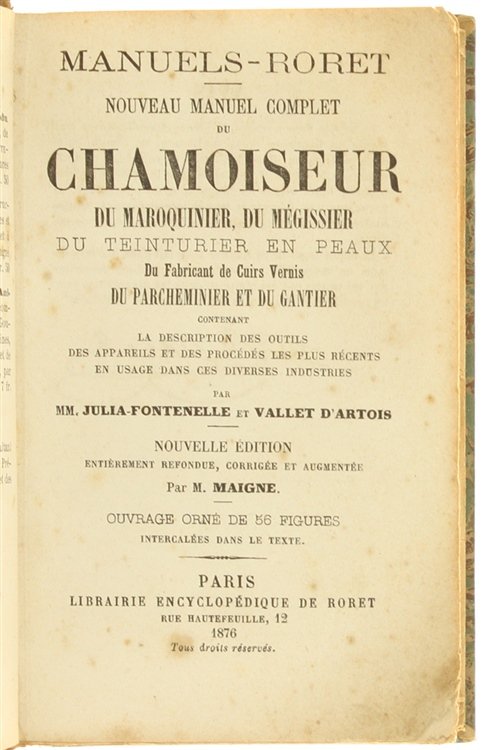 MANUELS-RORET
NOUVEAU MANUEL COMPLET
DU
CHAMOISEUR
DU MAROQUINIER, DU MÉGISSIER
DU TEINTURIER EN PEAUX
Du Fabricant de Cuirs Vernis
DU PARCHEMINIER ET DU GANTIER
CONTENANT
LA DESCRIPTION DES OUTILS
DES APPAREILS ET DES PROCÉDÉS LES PLUS RÉCENTS
EN USAGE DANS CES DIVERSES INDUSTRIES
PAR
MM. JULIA-FONTENELLE ET VALLET D'ARTOIS
NOUVELLE ÉDITION
ENTIÈREMENT REFONDUE, CORRIGÉE ET AUGMENTÉE
Par M. MAIGNE.
OUVRAGE ORNÉ DE 56 FIGURES
INTERCALÉES DANS LE TEXTE.
PARIS
LIBRAIRIE ENCYCLOPÉDIQUE DE RORET
RUE HAUTEFEUILLE, 12
1876
Tous droits réservés.